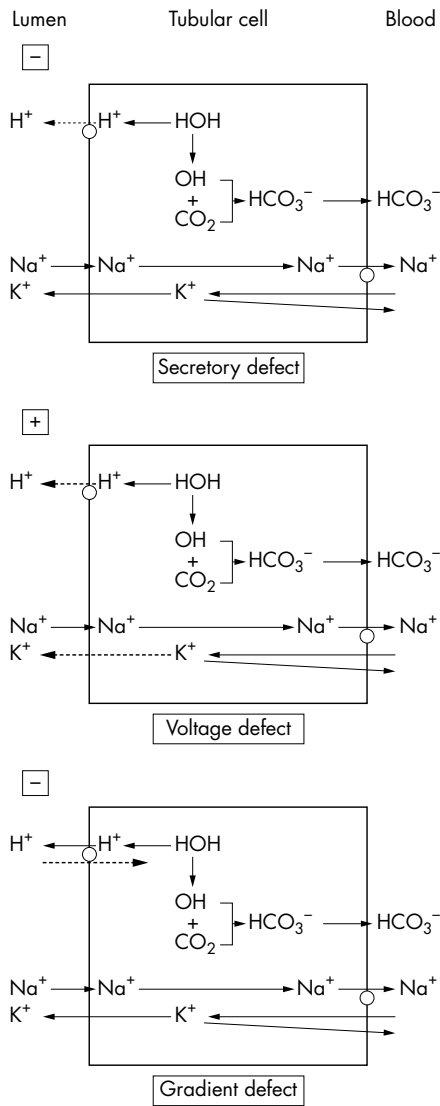 Lumen Tubular cell Blood
−
H⁺ H⁺ HOH
OH
+ HCO₃⁻ HCO₃⁻
CO₂
Na⁺ Na⁺ Na⁺ Na⁺
K⁺ K⁺
Secretory defect
+
H⁺ H⁺ HOH
OH
+ HCO₃⁻ HCO₃⁻
CO₂
Na⁺ Na⁺ Na⁺ Na⁺
K⁺ K⁺
Voltage defect
−
H⁺ H⁺ HOH
OH
+ HCO₃⁻ HCO₃⁻
CO₂
Na⁺ Na⁺ Na⁺ Na⁺
K⁺ K⁺
Gradient defect